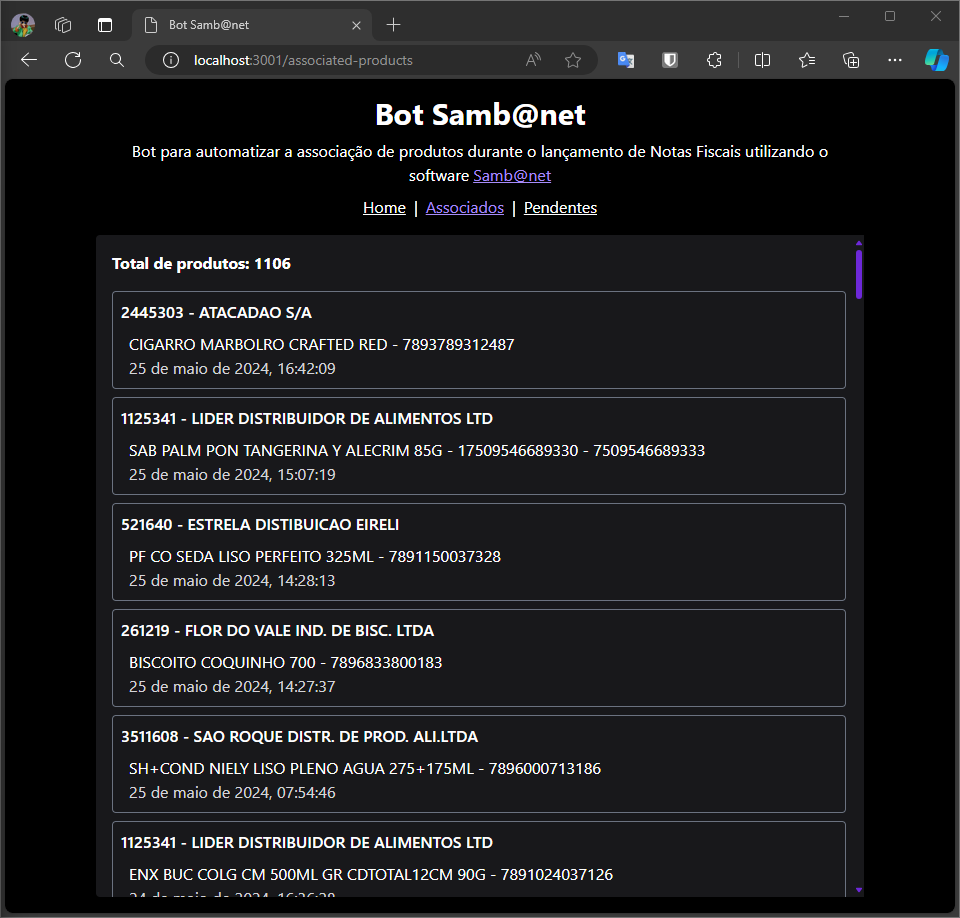 Bot Samb@net
localhost:3001/associated-products
Bot Samb@net
Bot para automatizar a associação de produtos durante o lançamento de Notas Fiscais utilizando o
software Samb@net
Home | Associados | Pendentes
Total de produtos: 1106
2445303 - ATACADAO S/A
CIGARRO MARBOLRO CRAFTED RED - 7893789312487
25 de maio de 2024, 16:42:09
1125341 - LIDER DISTRIBUIDOR DE ALIMENTOS LTD
SAB PALM PON TANGERINA Y ALECRIM 85G - 17509546689330 - 7509546689333
25 de maio de 2024, 15:07:19
521640 - ESTRELA DISTIBUICAO EIRELI
PF CO SEDA LISO PERFEITO 325ML - 7891150037328
25 de maio de 2024, 14:28:13
261219 - FLOR DO VALE IND. DE BISC. LTDA
BISCOITO COQUINHO 700 - 7896833800183
25 de maio de 2024, 14:27:37
3511608 - SAO ROQUE DISTR. DE PROD. ALI.LTDA
SH+COND NIELY LISO PLENO AGUA 275+175ML - 7896000713186
25 de maio de 2024, 07:54:46
1125341 - LIDER DISTRIBUIDOR DE ALIMENTOS LTD
ENX BUC COLG CM 500ML GR CDTOTAL12CM 90G - 7891024037126
24 de maio de 2024,